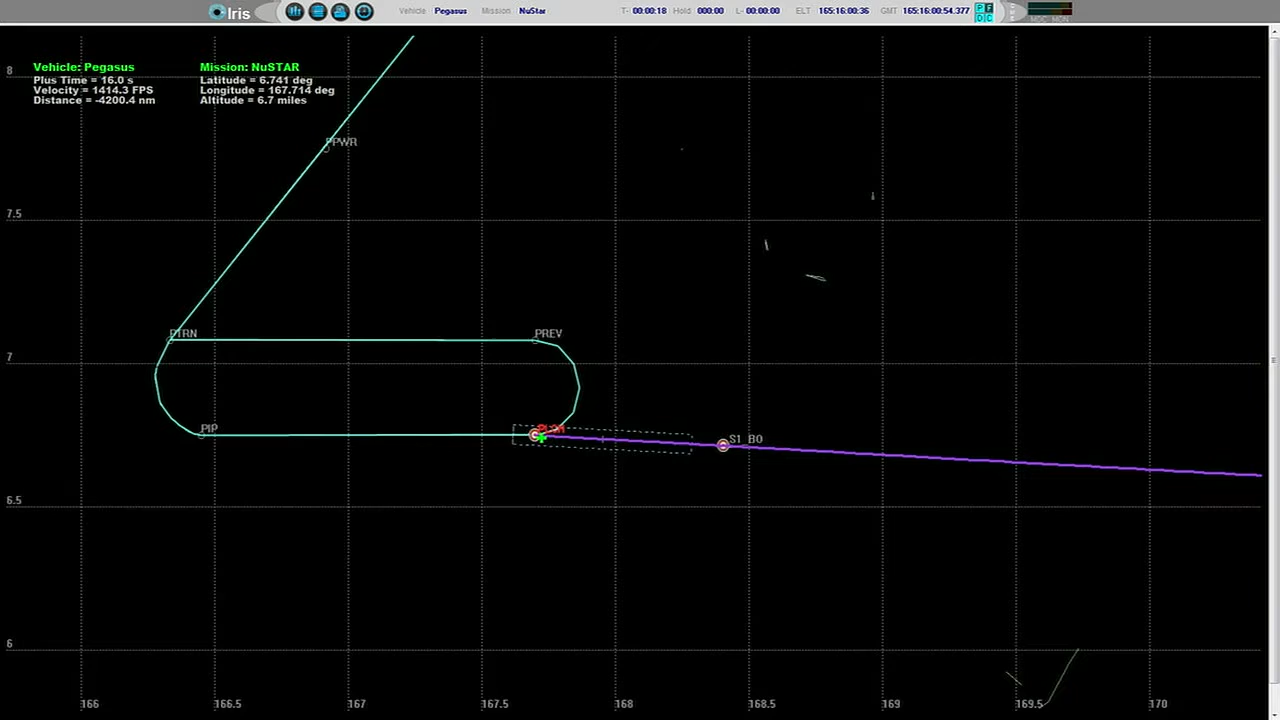 Iris Vehicle Pegasus Mission NuStar T- 00:00:18 Hold 000:00 L- 00:00:00 ELT 165:16:00:36 GMT 165:16:00:54.377 P F D C
MOC MON
Vehicle: Pegasus Mission: NuSTAR
Plus Time = 16.0 s Latitude = 6.741 deg
Velocity = 1414.3 FPS Longitude = 167.714 deg
Distance = -4200.4 nm Altitude = 6.7 miles
8
PPWR
7.5
PTRN PREV
7
PIP
S1_BO
6.5
6
166 166.5 167 167.5 168 168.5 169 169.5 170